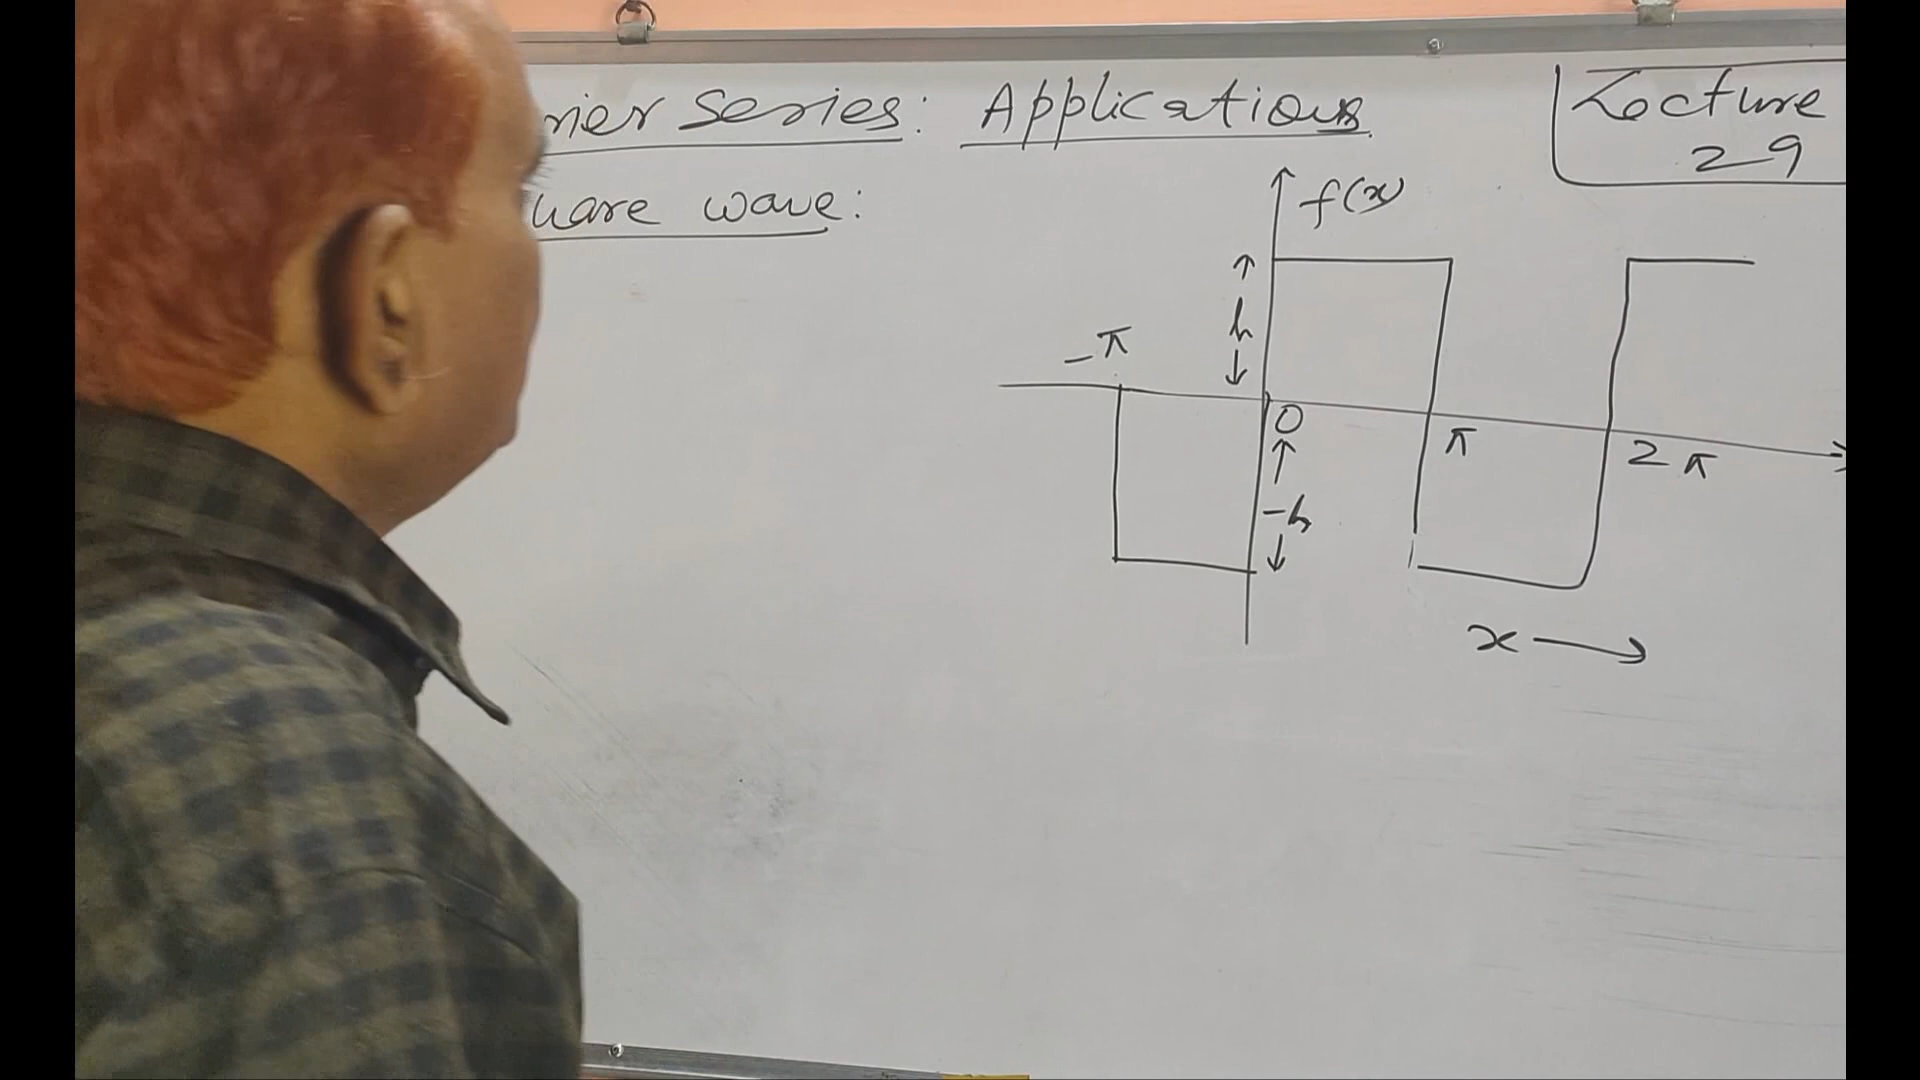 rier series: Applications
Lecture
29
uare wave:
f(x)
h
-π
0
π
2π
-h
x